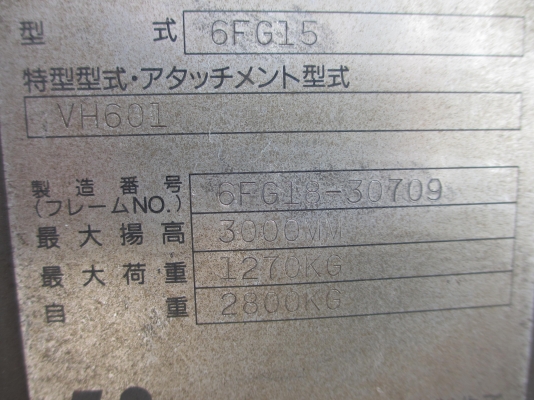 型式 6FG15
特型型式・アタッチメント型式
VH601
製造番号 6FG18-30709
(フレームNO.)
最大揚高 3000MM
最大荷重 1270KG
自重 2800KG